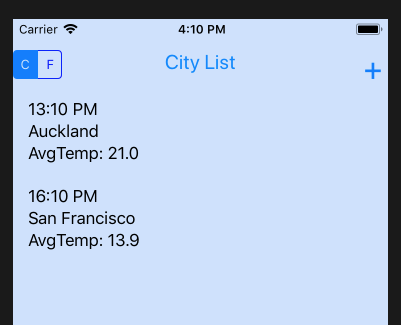 Carrier 4:10 PM
C F City List +
13:10 PM
Auckland
AvgTemp: 21.0
16:10 PM
San Francisco
AvgTemp: 13.9